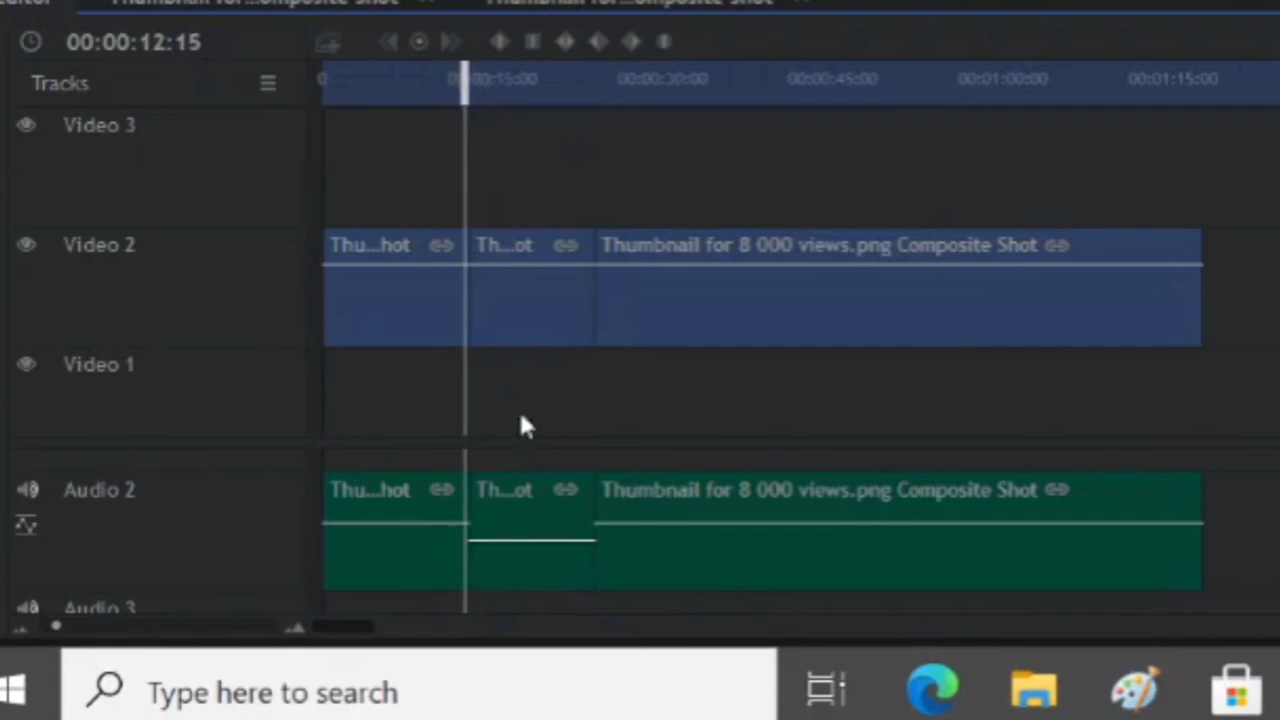 00:00:12:15
Tracks
0 00:00:15:00 00:00:30:00 00:00:45:00 00:01:00:00 00:01:15:00
Video 3
Video 2
Thu...hot Th...ot Thumbnail for 8 000 views.png Composite Shot
Video 1
Audio 2
Thu...hot Th...ot Thumbnail for 8 000 views.png Composite Shot
Audio 3
Type here to search